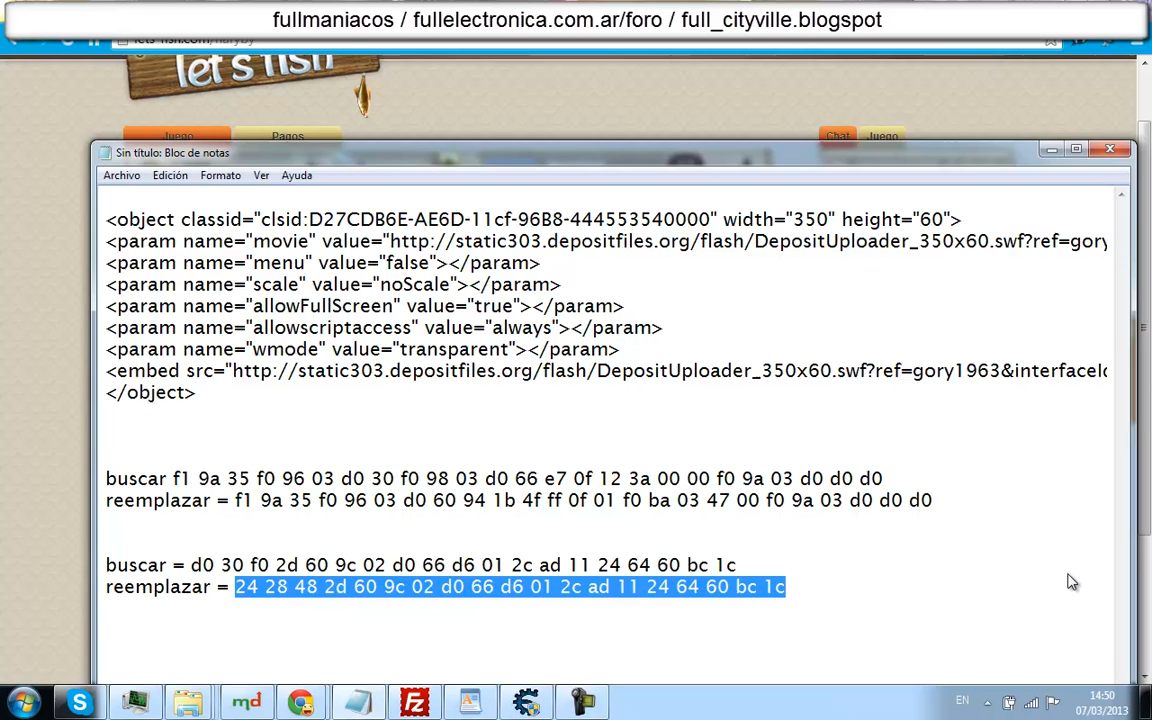 fullmaniacos / fullelectronica.com.ar/foro / full_cityville.blogspot
let's fish
Juego
Pagos
Chat
Juego
Sin título: Bloc de notas
Archivo Edición Formato Ver Ayuda
<object classid="clsid:D27CDB6E-AE6D-11cf-96B8-444553540000" width="350" height="60">
<param name="movie" value="http://static303.depositfiles.org/flash/DepositUploader_350x60.swf?ref=gory
<param name="menu" value="false"></param>
<param name="scale" value="noScale"></param>
<param name="allowFullScreen" value="true"></param>
<param name="allowscriptaccess" value="always"></param>
<param name="wmode" value="transparent"></param>
<embed src="http://static303.depositfiles.org/flash/DepositUploader_350x60.swf?ref=gory1963&interfaceId
</object>
buscar f1 9a 35 f0 96 03 d0 30 f0 98 03 d0 66 e7 0f 12 3a 00 00 f0 9a 03 d0 d0 d0
reemplazar = f1 9a 35 f0 96 03 d0 60 94 1b 4f ff 0f 01 f0 ba 03 47 00 f0 9a 03 d0 d0 d0
buscar = d0 30 f0 2d 60 9c 02 d0 66 d6 01 2c ad 11 24 64 60 bc 1c
reemplazar = 24 28 48 2d 60 9c 02 d0 66 d6 01 2c ad 11 24 64 60 bc 1c
EN
14:50
07/03/2013